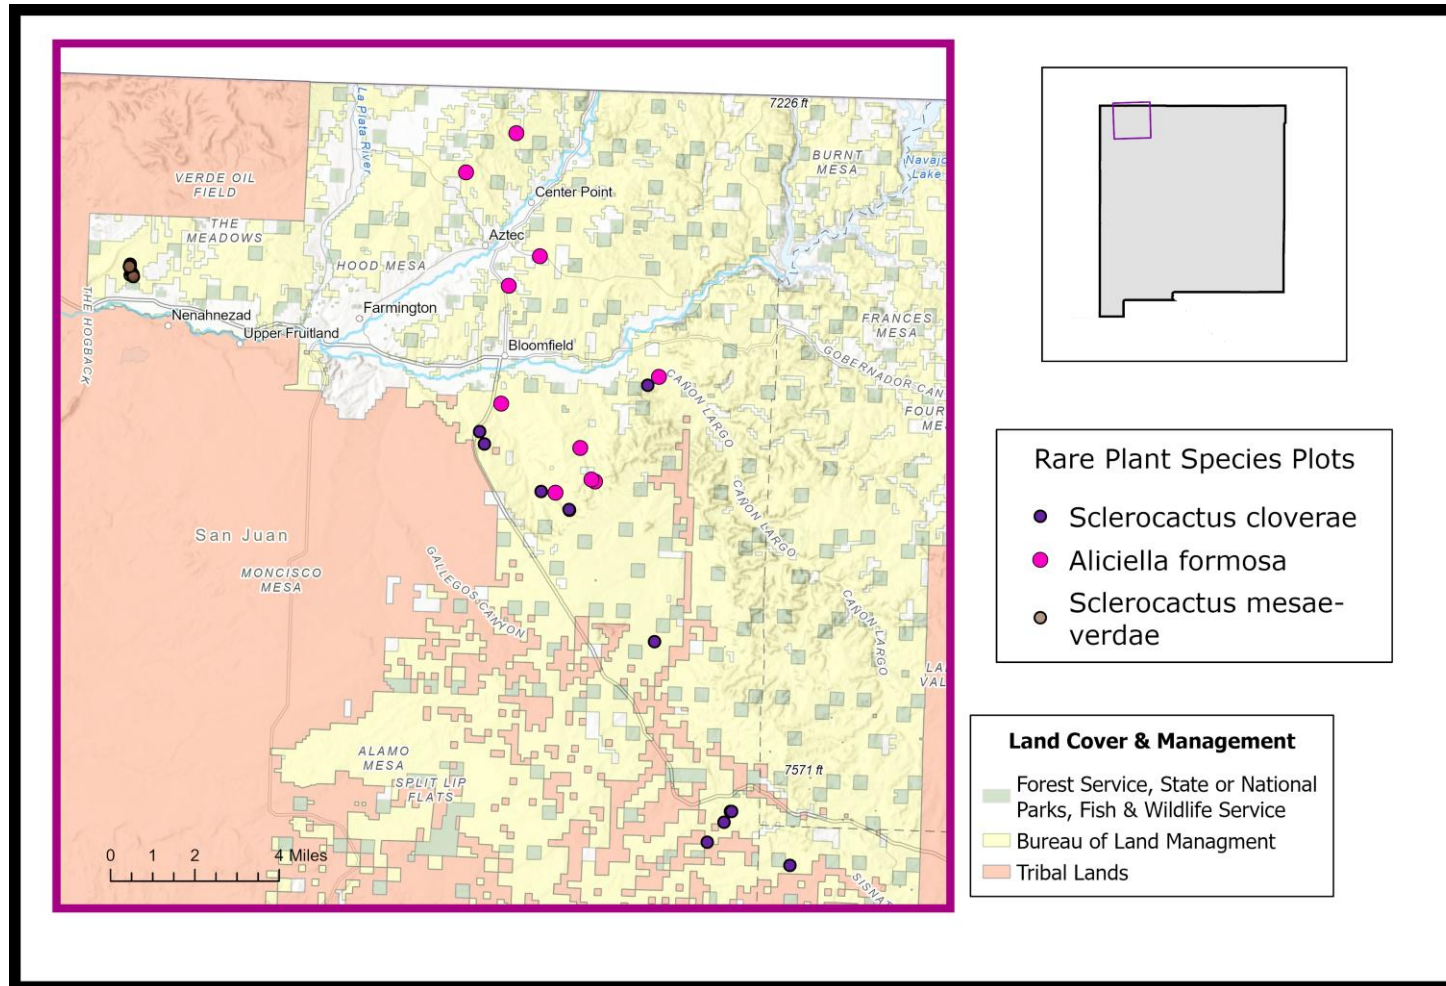 7226 ft
La Plata River
BURNT
MESA
Navajo
Lake
VERDE OIL
FIELD
Center Point
THE
MEADOWS
Aztec
HOOD MESA
THE HOGBACK
Nenahnezad
Farmington
Upper Fruitland
Bloomfield
FRANCES
MESA
GOBERNADOR CAN
FOUR
ME
CAÑON LARGO
CAÑON LARGO
CAÑON LARGO
San Juan
MONCISCO
MESA
GALLEGOS CANYON
LA
VAL
ALAMO
MESA
SPLIT LIP
FLATS
7571 ft
SISNAT
0 1 2 4 Miles
Rare Plant Species Plots
Sclerocactus cloverae
Aliciella formosa
Sclerocactus mesae-
verdae
Land Cover & Management
Forest Service, State or National
Parks, Fish & Wildlife Service
Bureau of Land Managment
Tribal Lands